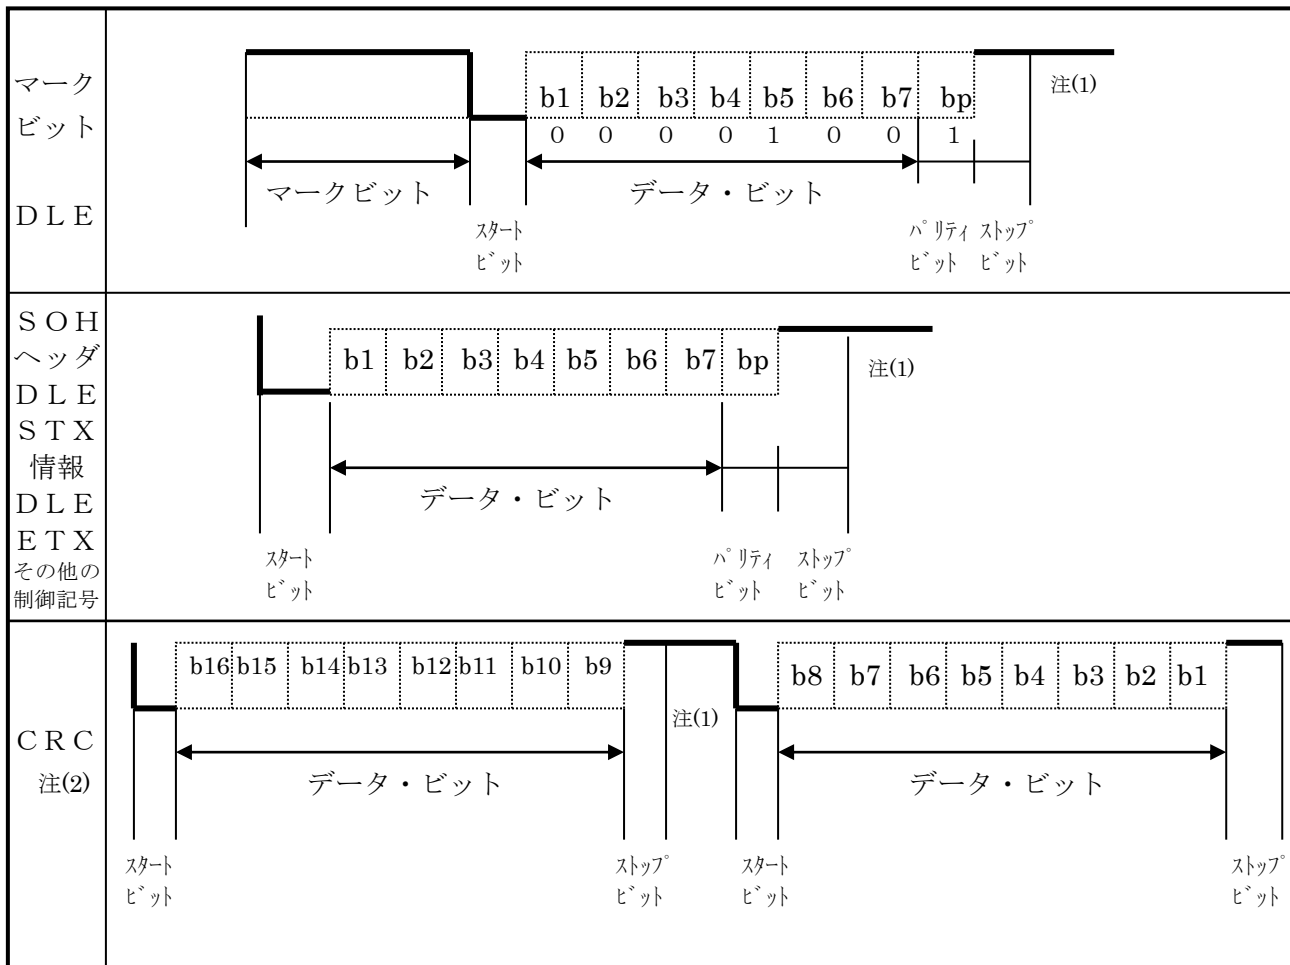 マーク
ビット
ＤＬＥ
b1 b2 b3 b4 b5 b6 b7 bp
注(1)
0 0 0 0 1 0 0 1
マークビット
データ・ビット
ｽﾀｰﾄ
ﾋﾞｯﾄ
ﾊﾟﾘﾃｨ
ﾋﾞｯﾄ
ｽﾄｯﾌﾟ
ﾋﾞｯﾄ
ＳＯＨ
ヘッダ
ＤＬＥ
ＳＴＸ
情報
ＤＬＥ
ＥＴＸ
その他の
制御記号
b1 b2 b3 b4 b5 b6 b7 bp
注(1)
データ・ビット
ｽﾀｰﾄ
ﾋﾞｯﾄ
ﾊﾟﾘﾃｨ
ﾋﾞｯﾄ
ｽﾄｯﾌﾟ
ﾋﾞｯﾄ
ＣＲＣ
注(2)
b16 b15 b14 b13 b12 b11 b10 b9
注(1)
b8 b7 b6 b5 b4 b3 b2 b1
データ・ビット
データ・ビット
ｽﾀｰﾄ
ﾋﾞｯﾄ
ｽﾄｯﾌﾟ
ﾋﾞｯﾄ
ｽﾀｰﾄ
ﾋﾞｯﾄ
ｽﾄｯﾌﾟ
ﾋﾞｯﾄ